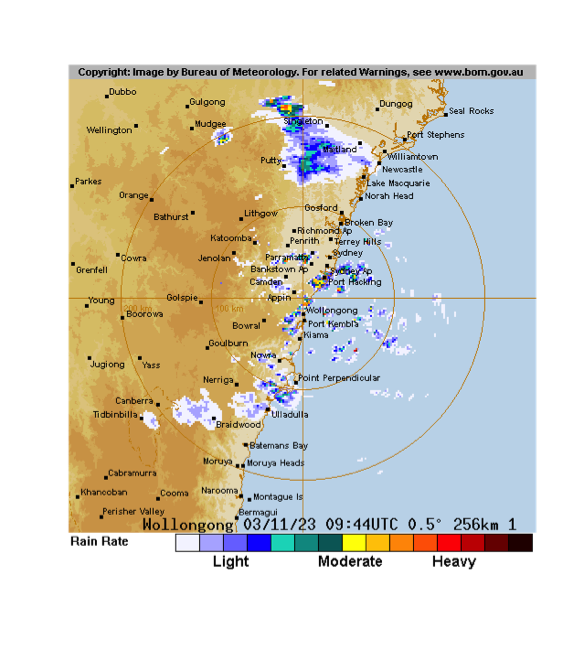 Copyright: Image by Bureau of Meteorology. For related Warnings, see www.bom.gov.au
Dubbo
Gulgong
Dungog
Seal Rocks
Singleton
Mudgee
Wellington
Port Stephens
Maitland
Williamtown
Putty
Newcastle
Parkes
Lake Macquarie
Orange
Norah Head
Gosford
Bathurst
Lithgow
Broken Bay
Richmond Ap
Katoomba
Penrith
Terrey Hills
Cowra
Jenolan
Parramatta
Sydney
Grenfell
Bankstown Ap
Sydney Ap
Camden
Port Hacking
Young
Golspie
Appin
200 km
100 km
Boorowa
Wollongong
Bowral
Port Kembla
Kiama
Goulburn
Nowra
Jugiong
Yass
Nerriga
Point Perpendicular
Canberra
Tidbinbilla
Ulladulla
Braidwood
Batemans Bay
Moruya
Moruya Heads
Cabramurra
Khancoban
Cooma
Narooma
Montague Is
Perisher Valley
Bermagui
Wollongong 03/11/23 09:44UTC 0.5° 256km 1
Rain Rate
Light
Moderate
Heavy